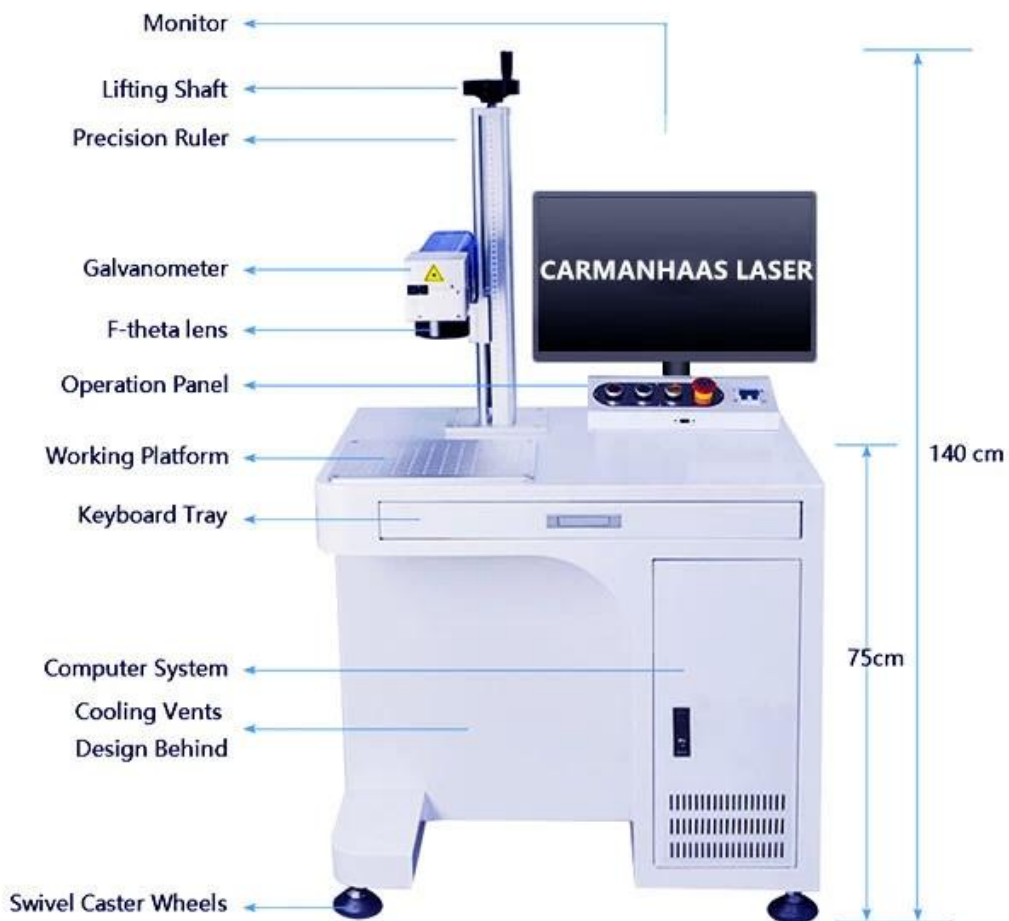 Monitor
Lifting Shaft
Precision Ruler
Galvanometer
CARMANHAAS LASER
F-theta lens
Operation Panel
Working Platform
140 cm
Keyboard Tray
Computer System
75cm
Cooling Vents
Design Behind
Swivel Caster Wheels